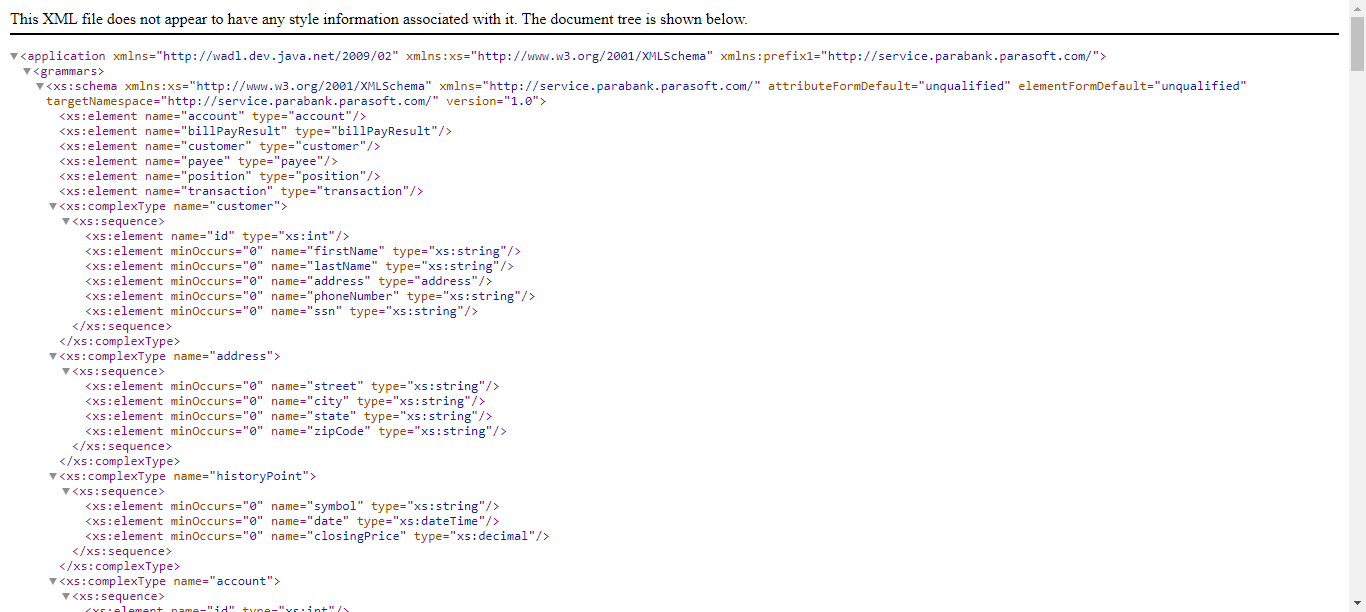 This XML file does not appear to have any style information associated with it. The document tree is shown below.
▼<application xmlns="http://wadl.dev.java.net/2009/02" xmlns:xs="http://www.w3.org/2001/XMLSchema" xmlns:prefix1="http://service.parabank.parasoft.com/">
▼<grammars>
▼<xs:schema xmlns:xs="http://www.w3.org/2001/XMLSchema" xmlns="http://service.parabank.parasoft.com/" attributeFormDefault="unqualified" elementFormDefault="unqualified"
targetNamespace="http://service.parabank.parasoft.com/" version="1.0">
<xs:element name="account" type="account"/>
<xs:element name="billPayResult" type="billPayResult"/>
<xs:element name="customer" type="customer"/>
<xs:element name="payee" type="payee"/>
<xs:element name="position" type="position"/>
<xs:element name="transaction" type="transaction"/>
▼<xs:complexType name="customer">
▼<xs:sequence>
<xs:element name="id" type="xs:int"/>
<xs:element minOccurs="0" name="firstName" type="xs:string"/>
<xs:element minOccurs="0" name="lastName" type="xs:string"/>
<xs:element minOccurs="0" name="address" type="address"/>
<xs:element minOccurs="0" name="phoneNumber" type="xs:string"/>
<xs:element minOccurs="0" name="ssn" type="xs:string"/>
</xs:sequence>
</xs:complexType>
▼<xs:complexType name="address">
▼<xs:sequence>
<xs:element minOccurs="0" name="street" type="xs:string"/>
<xs:element minOccurs="0" name="city" type="xs:string"/>
<xs:element minOccurs="0" name="state" type="xs:string"/>
<xs:element minOccurs="0" name="zipCode" type="xs:string"/>
</xs:sequence>
</xs:complexType>
▼<xs:complexType name="historyPoint">
▼<xs:sequence>
<xs:element minOccurs="0" name="symbol" type="xs:string"/>
<xs:element minOccurs="0" name="date" type="xs:dateTime"/>
<xs:element minOccurs="0" name="closingPrice" type="xs:decimal"/>
</xs:sequence>
</xs:complexType>
▼<xs:complexType name="account">
▼<xs:sequence>
<xs:element name="id" type="xs:int"/>